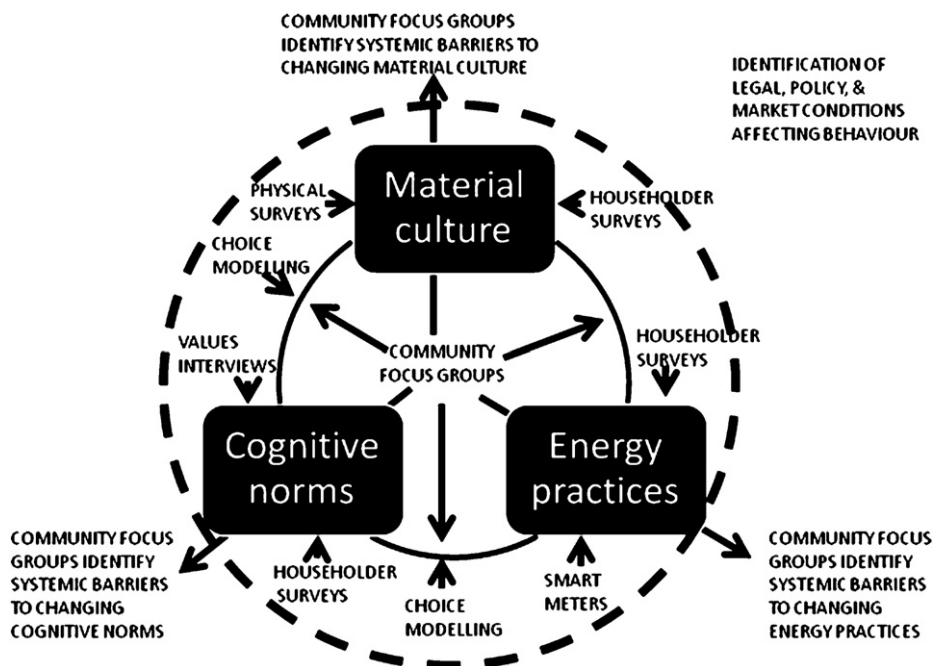 COMMUNITY FOCUS GROUPS
IDENTIFY SYSTEMIC BARRIERS TO
CHANGING MATERIAL CULTURE
IDENTIFICATION OF
LEGAL, POLICY, &
MARKET CONDITIONS
AFFECTING BEHAVIOUR
Material
culture
PHYSICAL
SURVEYS
HOUSEHOLDER
SURVEYS
CHOICE
MODELLING
VALUES
INTERVIEWS
COMMUNITY
FOCUS GROUPS
HOUSEHOLDER
SURVEYS
Cognitive
norms
Energy
practices
COMMUNITY FOCUS
GROUPS IDENTIFY
SYSTEMIC BARRIERS
TO CHANGING
COGNITIVE NORMS
HOUSEHOLDER
SURVEYS
CHOICE
MODELLING
SMART
METERS
COMMUNITY FOCUS
GROUPS IDENTIFY
SYSTEMIC BARRIERS
TO CHANGING
ENERGY PRACTICES